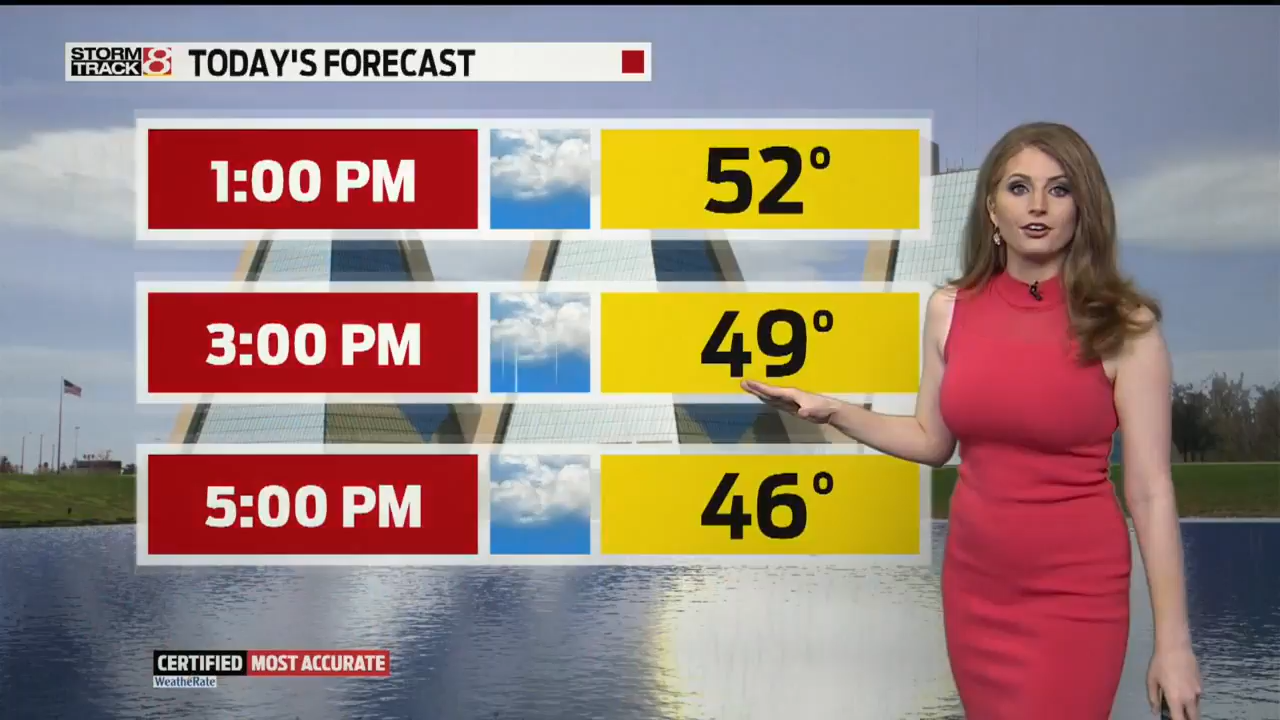 STORM
TRACK 8
TODAY'S FORECAST
1:00 PM
52°
3:00 PM
49°
5:00 PM
46°
CERTIFIED MOST ACCURATE
WeatheRate